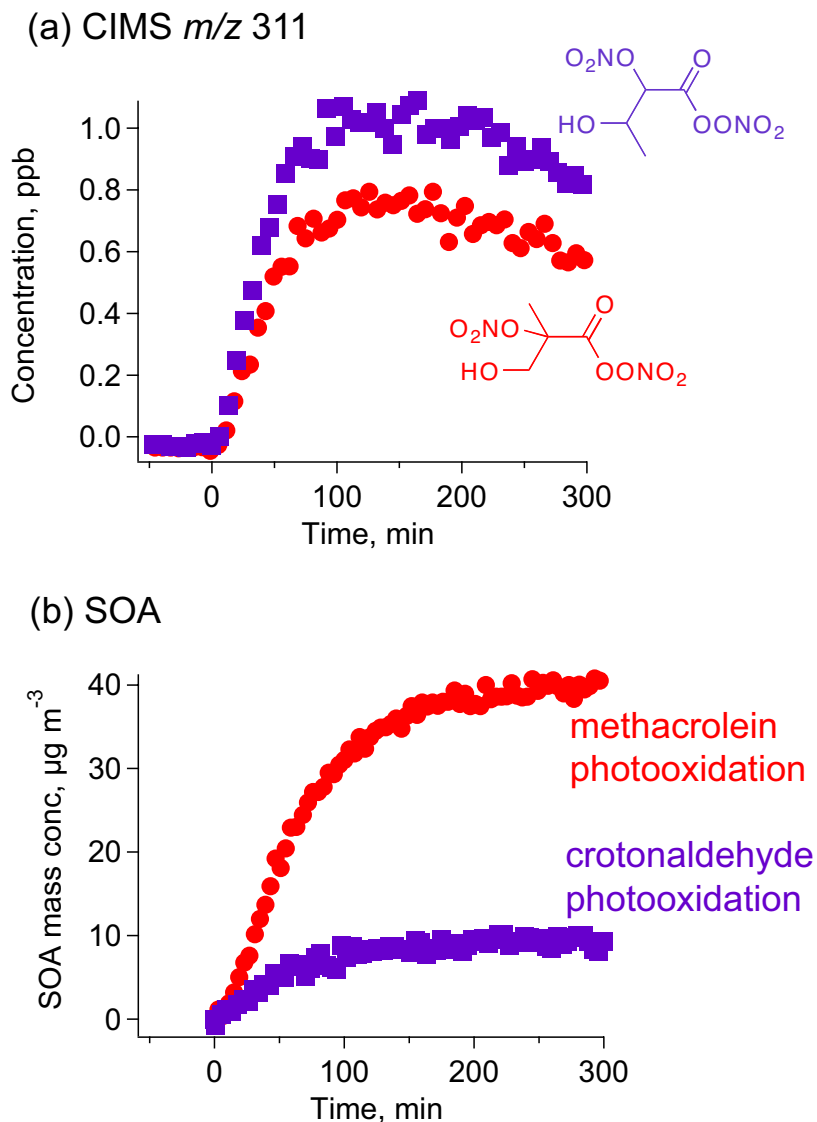 (a) CIMS m/z 311
O₂NO
O
HO
OONO₂
1.0
0.8
0.6
0.4
0.2
0.0
Concentration, ppb
O₂NO
O
HO
OONO₂
0
100
200
300
Time, min
(b) SOA
40
30
20
10
0
SOA mass conc, µg m⁻³
methacrolein
photooxidation
crotonaldehyde
photooxidation
0
100
200
300
Time, min